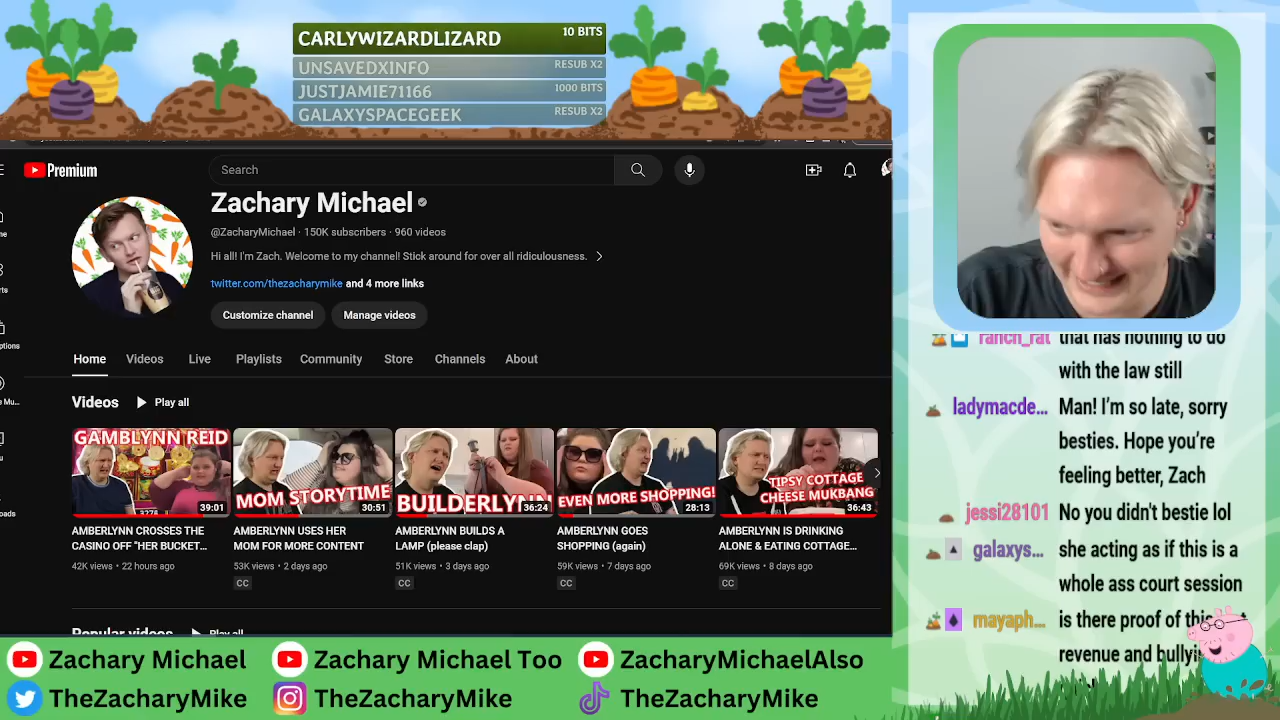 CARLYWIZARDLIZARD 10 BITS
UNSAVEDXINFO RESUB X2
JUSTJAMIE71166 1000 BITS
GALAXYSPACEGEEK RESUB X2
Premium
Search
Zachary Michael
@ZacharyMichael · 150K subscribers · 960 videos
Hi all! I'm Zach. Welcome to my channel! Stick around for over all ridiculousness.
twitter.com/thezacharymike and 4 more links
Customize channel Manage videos
Home Videos Live Playlists Community Store Channels About
Videos Play all
GAMBLYNN REID
39:01
AMBERLYNN CROSSES THE
CASINO OFF "HER BUCKET...
42K views · 22 hours ago
MOM STORYTIME
30:51
AMBERLYNN USES HER
MOM FOR MORE CONTENT
53K views · 2 days ago
CC
BUILDERLYNN
36:24
AMBERLYNN BUILDS A
LAMP (please clap)
51K views · 3 days ago
CC
EVEN MORE SHOPPING!
28:13
AMBERLYNN GOES
SHOPPING (again)
59K views · 7 days ago
CC
TIPSY COTTAGE
CHEESE MUKBANG
36:43
AMBERLYNN IS DRINKING
ALONE & EATING COTTAGE...
69K views · 8 days ago
CC
Popular videos Play all
ranch_rat that has nothing to do
with the law still
ladymacde... Man! I'm so late, sorry
besties. Hope you're
feeling better, Zach
jessi28101 No you didn't bestie lol
galaxys... she acting as if this is a
whole ass court session
mayaph... is there proof of this
revenue and
Zachary Michael Zachary Michael Too ZacharyMichaelAlso
TheZacharyMike TheZacharyMike TheZacharyMike